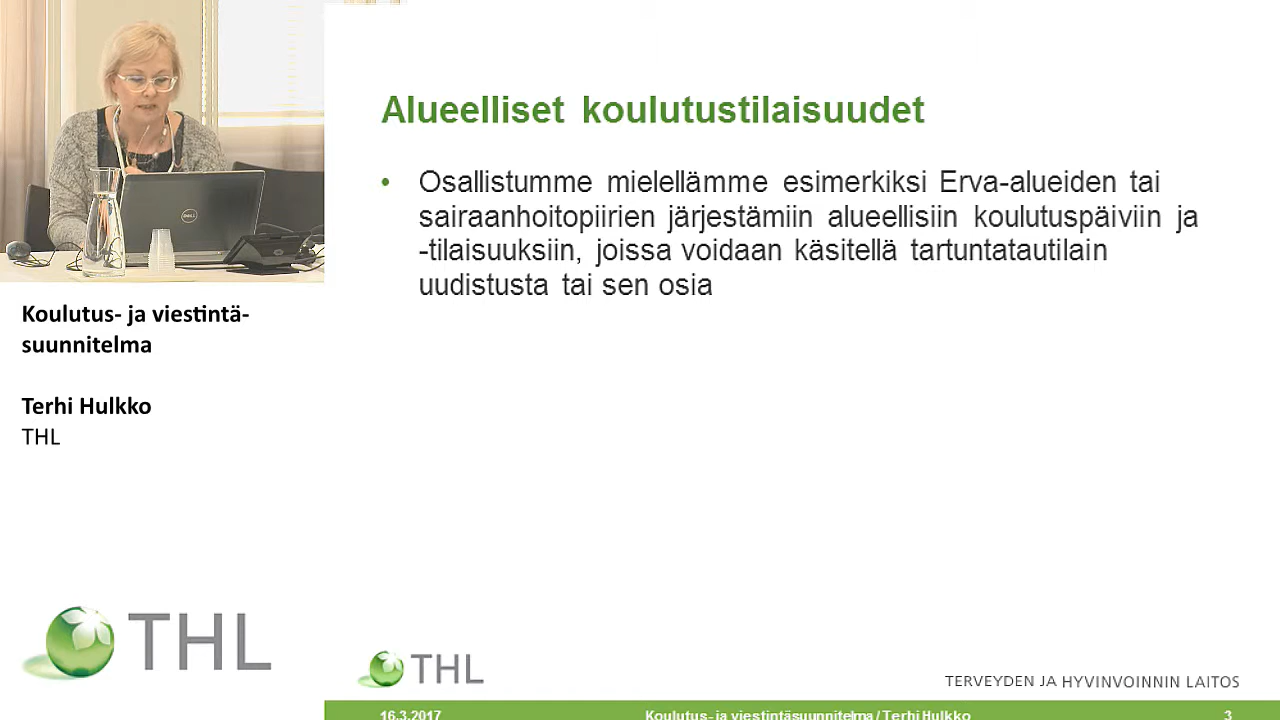 Alueelliset koulutustilaisuudet
• Osallistumme mielellämme esimerkiksi Erva-alueiden tai
sairaanhoitopiirien järjestämiin alueellisiin koulutuspäiviin ja
-tilaisuuksiin, joissa voidaan käsitellä tartuntatautilain
uudistusta tai sen osia
Koulutus- ja viestintä-
suunnitelma
Terhi Hulkko
THL
THL
THL
TERVEYDEN JA HYVINVOINNIN LAITOS
16.3.2017
Koulutus- ja viestintäsuunnitelma / Terhi Hulkko
3
DELL